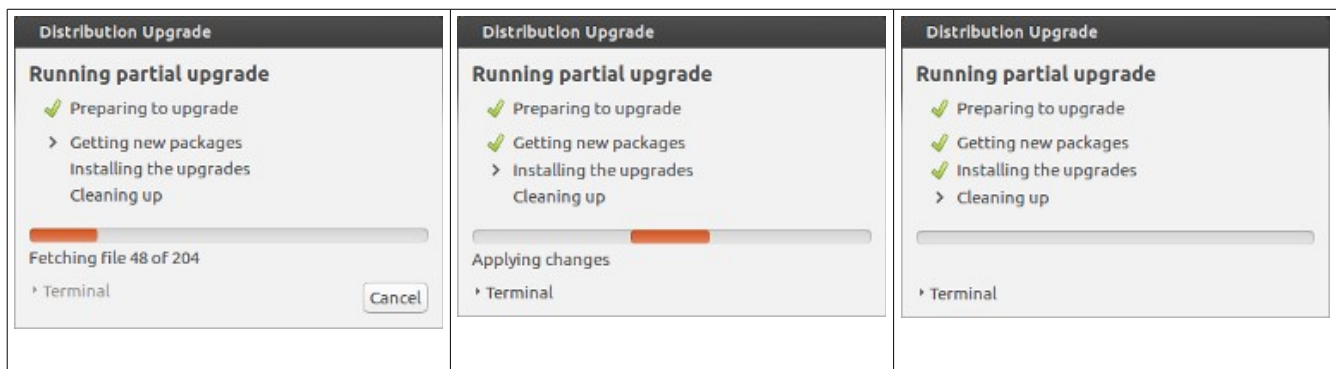 Distribution Upgrade
Running partial upgrade
Preparing to upgrade
Getting new packages
Installing the upgrades
Cleaning up
Fetching file 48 of 204
Terminal
Cancel
Distribution Upgrade
Running partial upgrade
Preparing to upgrade
Getting new packages
Installing the upgrades
Cleaning up
Applying changes
Terminal
Distribution Upgrade
Running partial upgrade
Preparing to upgrade
Getting new packages
Installing the upgrades
Cleaning up
Terminal